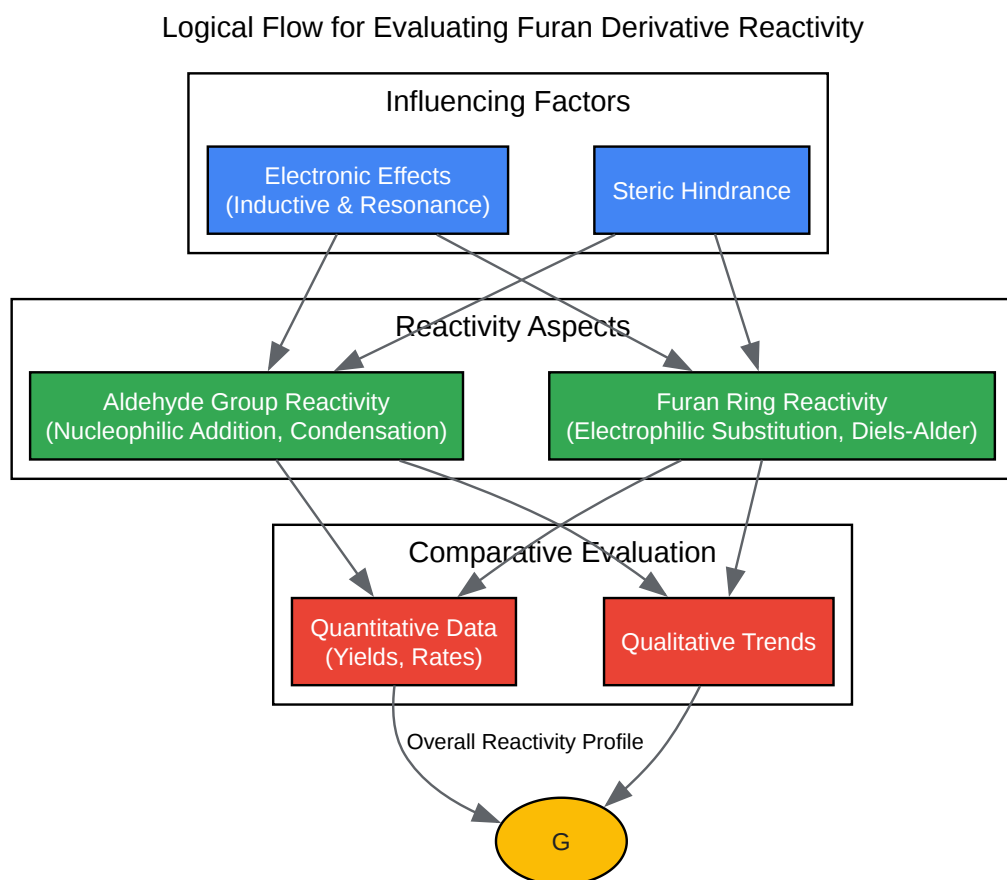 Logical Flow for Evaluating Furan Derivative Reactivity
Influencing Factors
Electronic Effects
(Inductive & Resonance)
Steric Hindrance
Reactivity Aspects
Aldehyde Group Reactivity
(Nucleophilic Addition, Condensation)
Furan Ring Reactivity
(Electrophilic Substitution, Diels-Alder)
Comparative Evaluation
Quantitative Data
(Yields, Rates)
Qualitative Trends
Overall Reactivity Profile
G